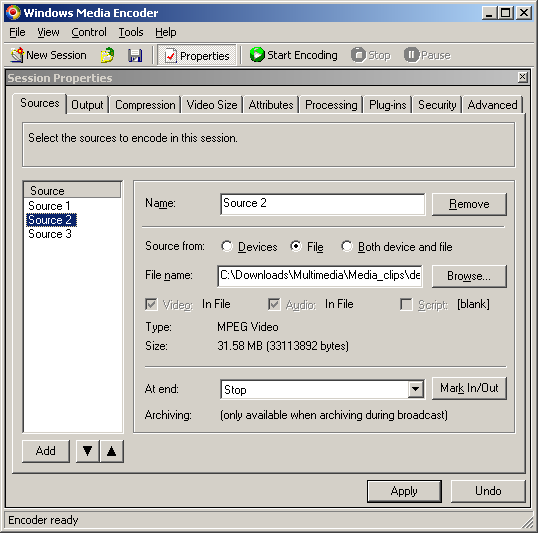 Windows Media Encoder
File View Control Tools Help
New Session Properties Start Encoding Stop Pause
Session Properties
Sources Output Compression Video Size Attributes Processing Plug-ins Security Advanced
Select the sources to encode in this session.
Source
Source 1
Source 2
Source 3
Name: Source 2 Remove
Source from: Devices File Both device and file
File name: C:\Downloads\Multimedia\Media_clips\de Browse...
Video: In File Audio: In File Script: [blank]
Type: MPEG Video
Size: 31.58 MB (33113892 bytes)
At end: Stop Mark In/Out
Archiving: (only available when archiving during broadcast)
Add
Apply Undo
Encoder ready